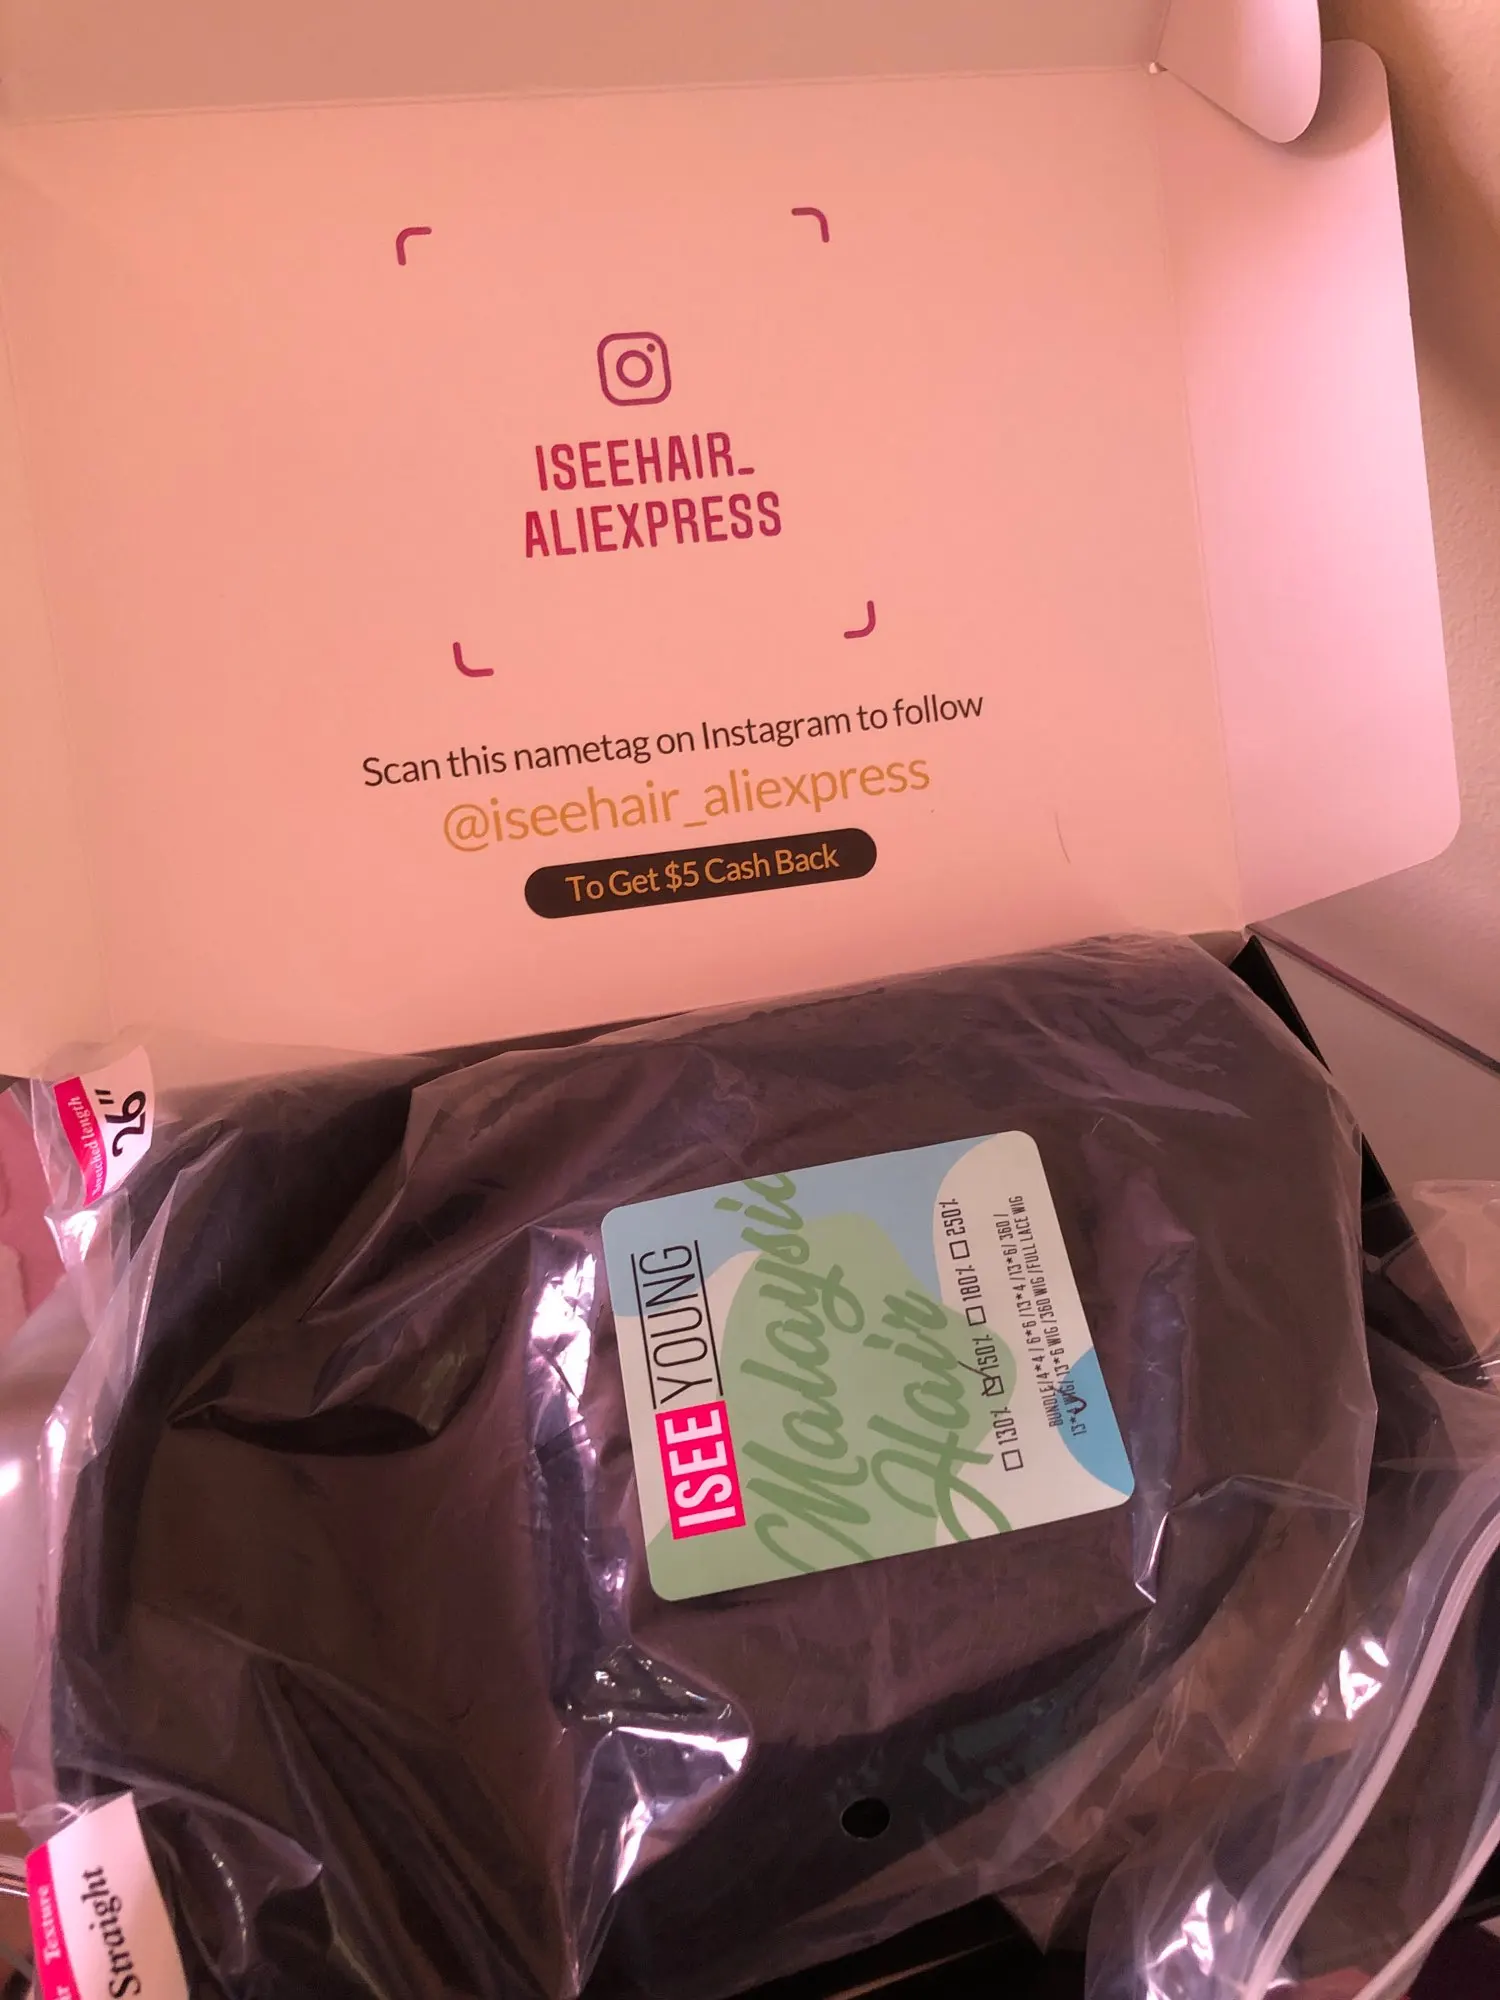 ISEEHAIR_
ALIEXPRESS
Scan this nametag on Instagram to follow
@iseehair_aliexpress
To Get $5 Cash Back
26"
length
ISEE YOUNG
Malaysia
Hair
130% 150% 180% 250%
BUNDLE/4*4/6*6/13*4/13*6/360/
13*4 WIG/13*6 WIG/360 WIG/FULL LACE WIG
Texture
Straight